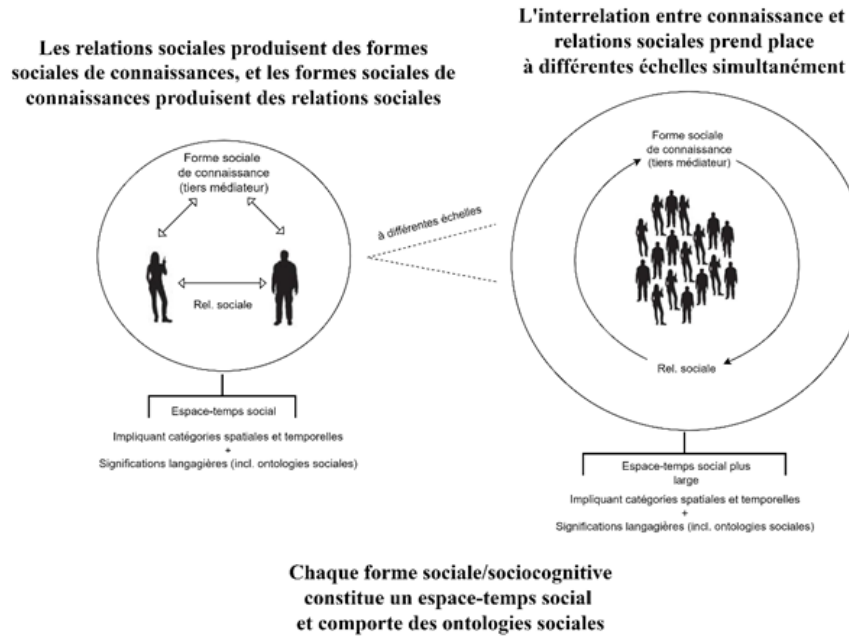 Les relations sociales produisent des formes
sociales de connaissances, et les formes sociales de
connaissances produisent des relations sociales
Forme sociale
de connaissance
(tiers médiateur)
Rel. sociale
Espace-temps social
Impliquant catégories spatiales et temporelles
+
Significations langagières (incl. ontologies sociales)
à différentes échelles
L'interrelation entre connaissance et
relations sociales prend place
à différentes échelles simultanément
Forme sociale
de connaissance
(tiers médiateur)
Rel. sociale
Espace-temps social plus
large
Impliquant catégories spatiales et temporelles
+
Significations langagières (incl. ontologies sociales)
Chaque forme sociale/sociocognitive
constitue un espace-temps social
et comporte des ontologies sociales